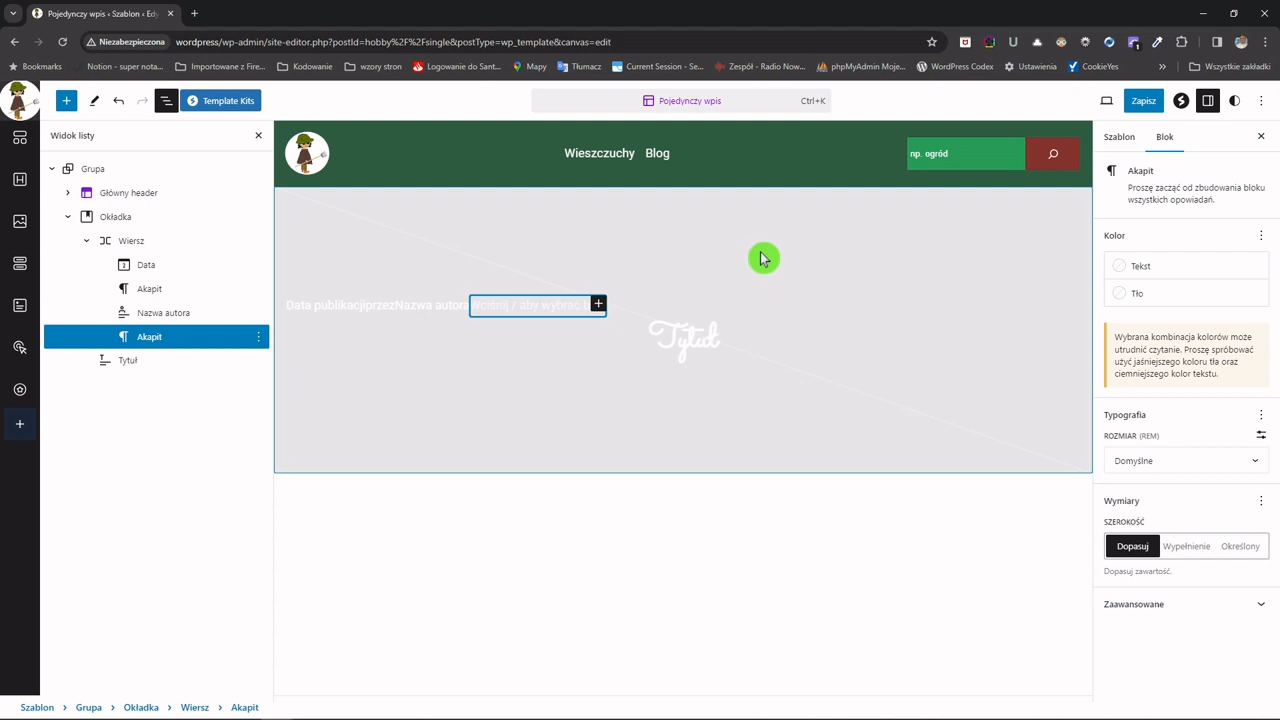 Pojedynczy wpis ‹ Szablon ‹ Edy
Niezabezpieczona
wordpress/wp-admin/site-editor.php?postId=hobby%2F%2Fsingle&postType=wp_template&canvas=edit
Bookmarks
Notion - super nota...
Importowane z Fire...
Kodowanie
wzory stron
Logowanie do Sant...
Mapy
Tłumacz
Current Session - Se...
Zespół - Radio Now...
phpMyAdmin Moje...
WordPress Codex
Ustawienia
CookieYes
Wszystkie zakładki
Template Kits
Pojedynczy wpis
Ctrl+K
Zapisz
Widok listy
Grupa
Główny header
Okładka
Wiersz
Data
Akapit
Nazwa autora
Akapit
Tytuł
Wieszczuchy Blog
np. ogród
Data publikacjiprzezNazwa autoraWciśnij / aby wybrać b
Tytuł
Szablon
Blok
Akapit
Proszę zacząć od zbudowania bloku
wszystkich opowiadań.
Kolor
Tekst
Tło
Wybrana kombinacja kolorów może
utrudnić czytanie. Proszę spróbować
użyć jaśniejszego koloru tła oraz
ciemniejszego kolor tekstu.
Typografia
ROZMIAR (REM)
Domyślne
Wymiary
SZEROKOŚĆ
Dopasuj Wypełnienie Określony
Dopasuj zawartość.
Zaawansowane
Szablon > Grupa > Okładka > Wiersz > Akapit